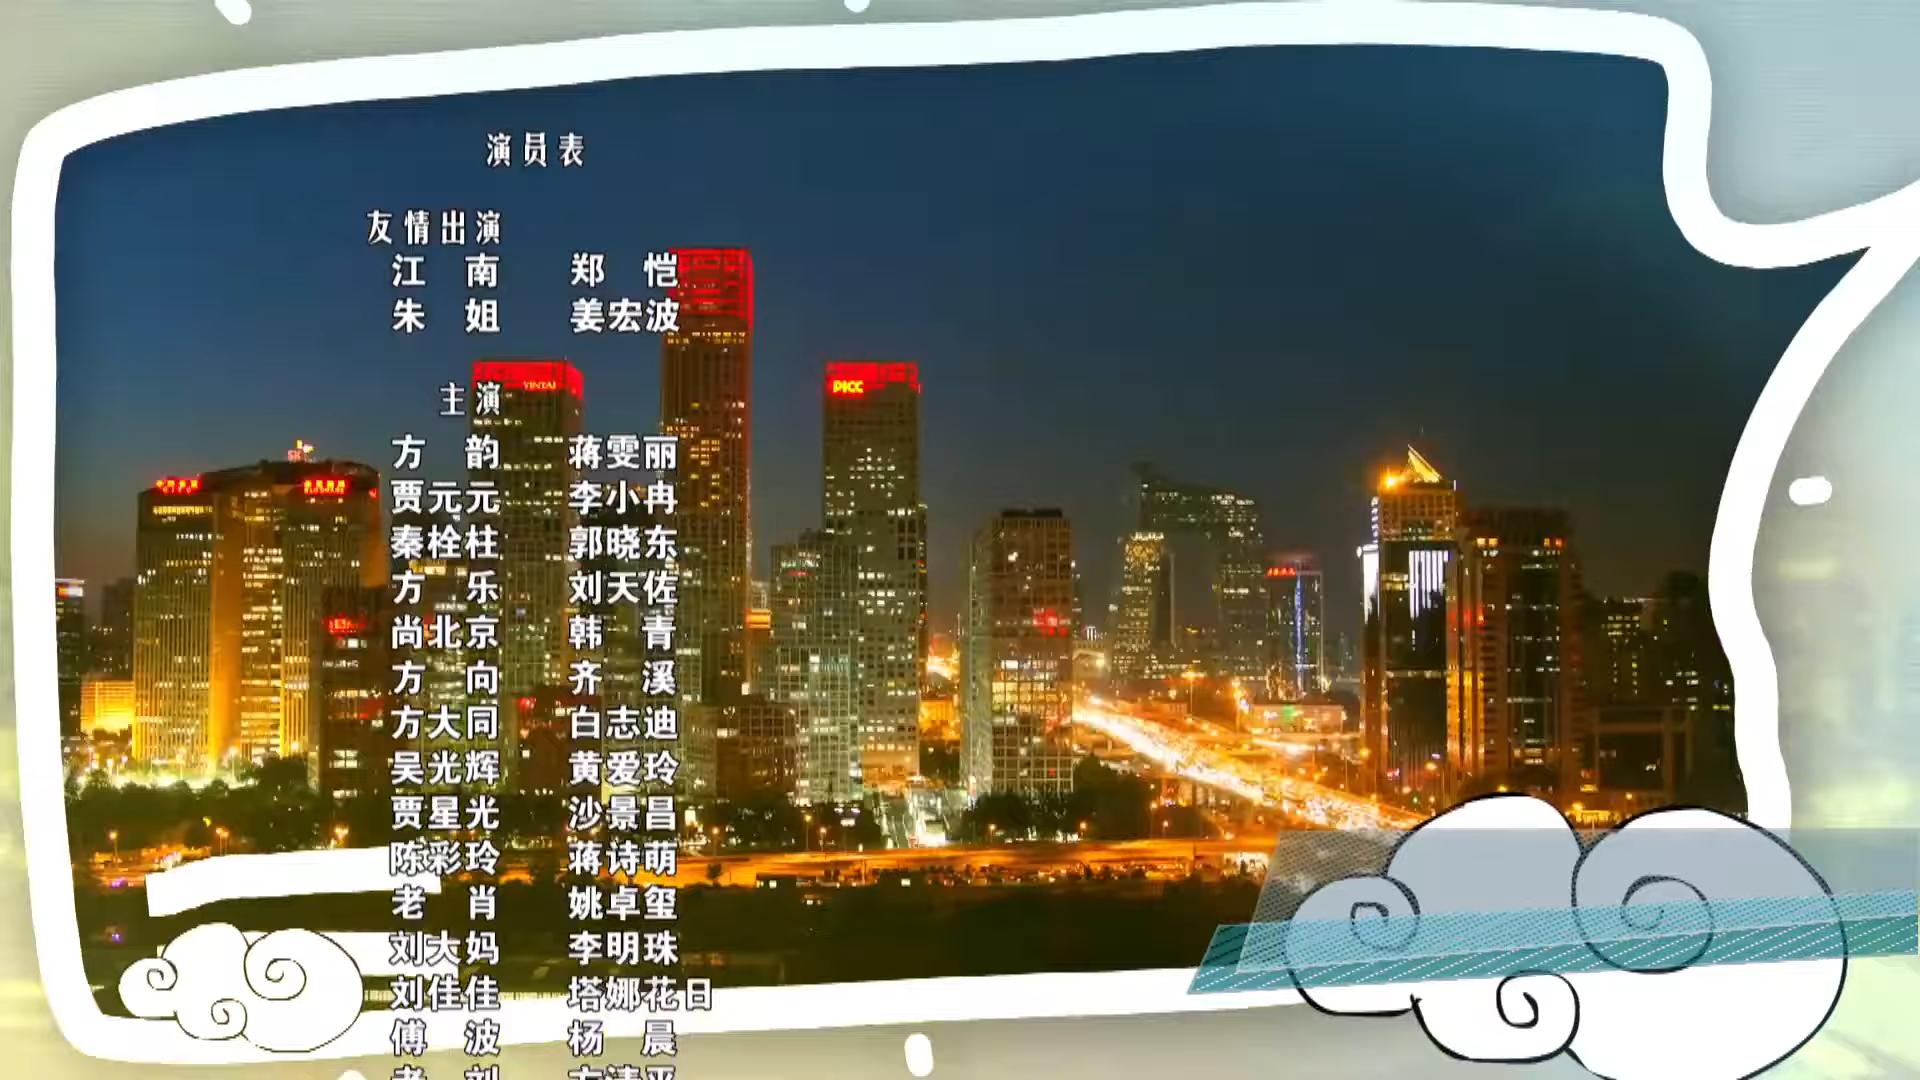 演员表
友情出演
江 南 郑 恺
朱 姐 姜宏波
主演
方 韵 蒋雯丽
贾元元 李小冉
秦栓柱 郭晓东
方 乐 刘天佐
尚北京 韩 青
方 向 齐 溪
方大同 白志迪
吴光辉 黄爱玲
贾星光 沙景昌
陈彩玲 蒋诗萌
老 肖 姚卓玺
刘大妈 李明珠
刘佳佳 塔娜花日
傅 波 杨 晨
YINTAI
PICC